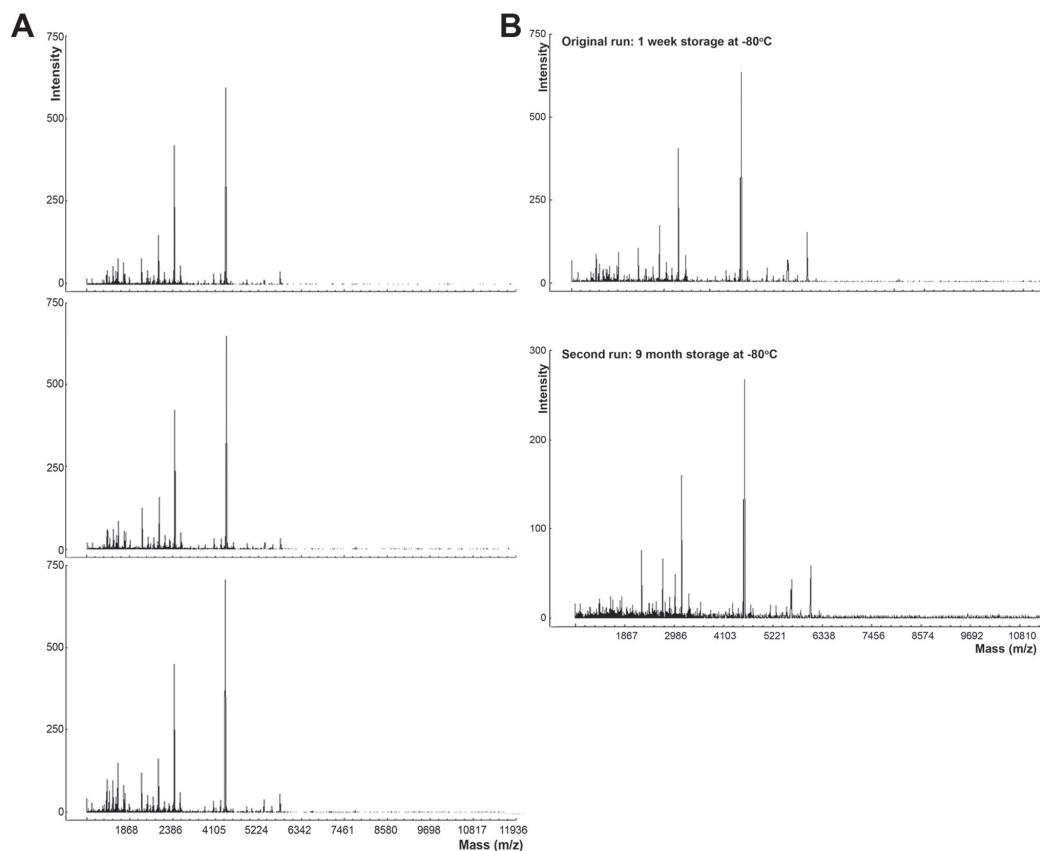 A
750
Intensity
500
250
0
750
500
250
0
750
500
250
0
1868 2386 4105 5224 6342 7461 8580 9698 10817 11936
Mass (m/z)
B
750
Intensity
Original run: 1 week storage at -80°C
500
250
0
300
Intensity
Second run: 9 month storage at -80°C
200
100
0
1867 2986 4103 5221 6338 7456 8574 9692 10810
Mass (m/z)